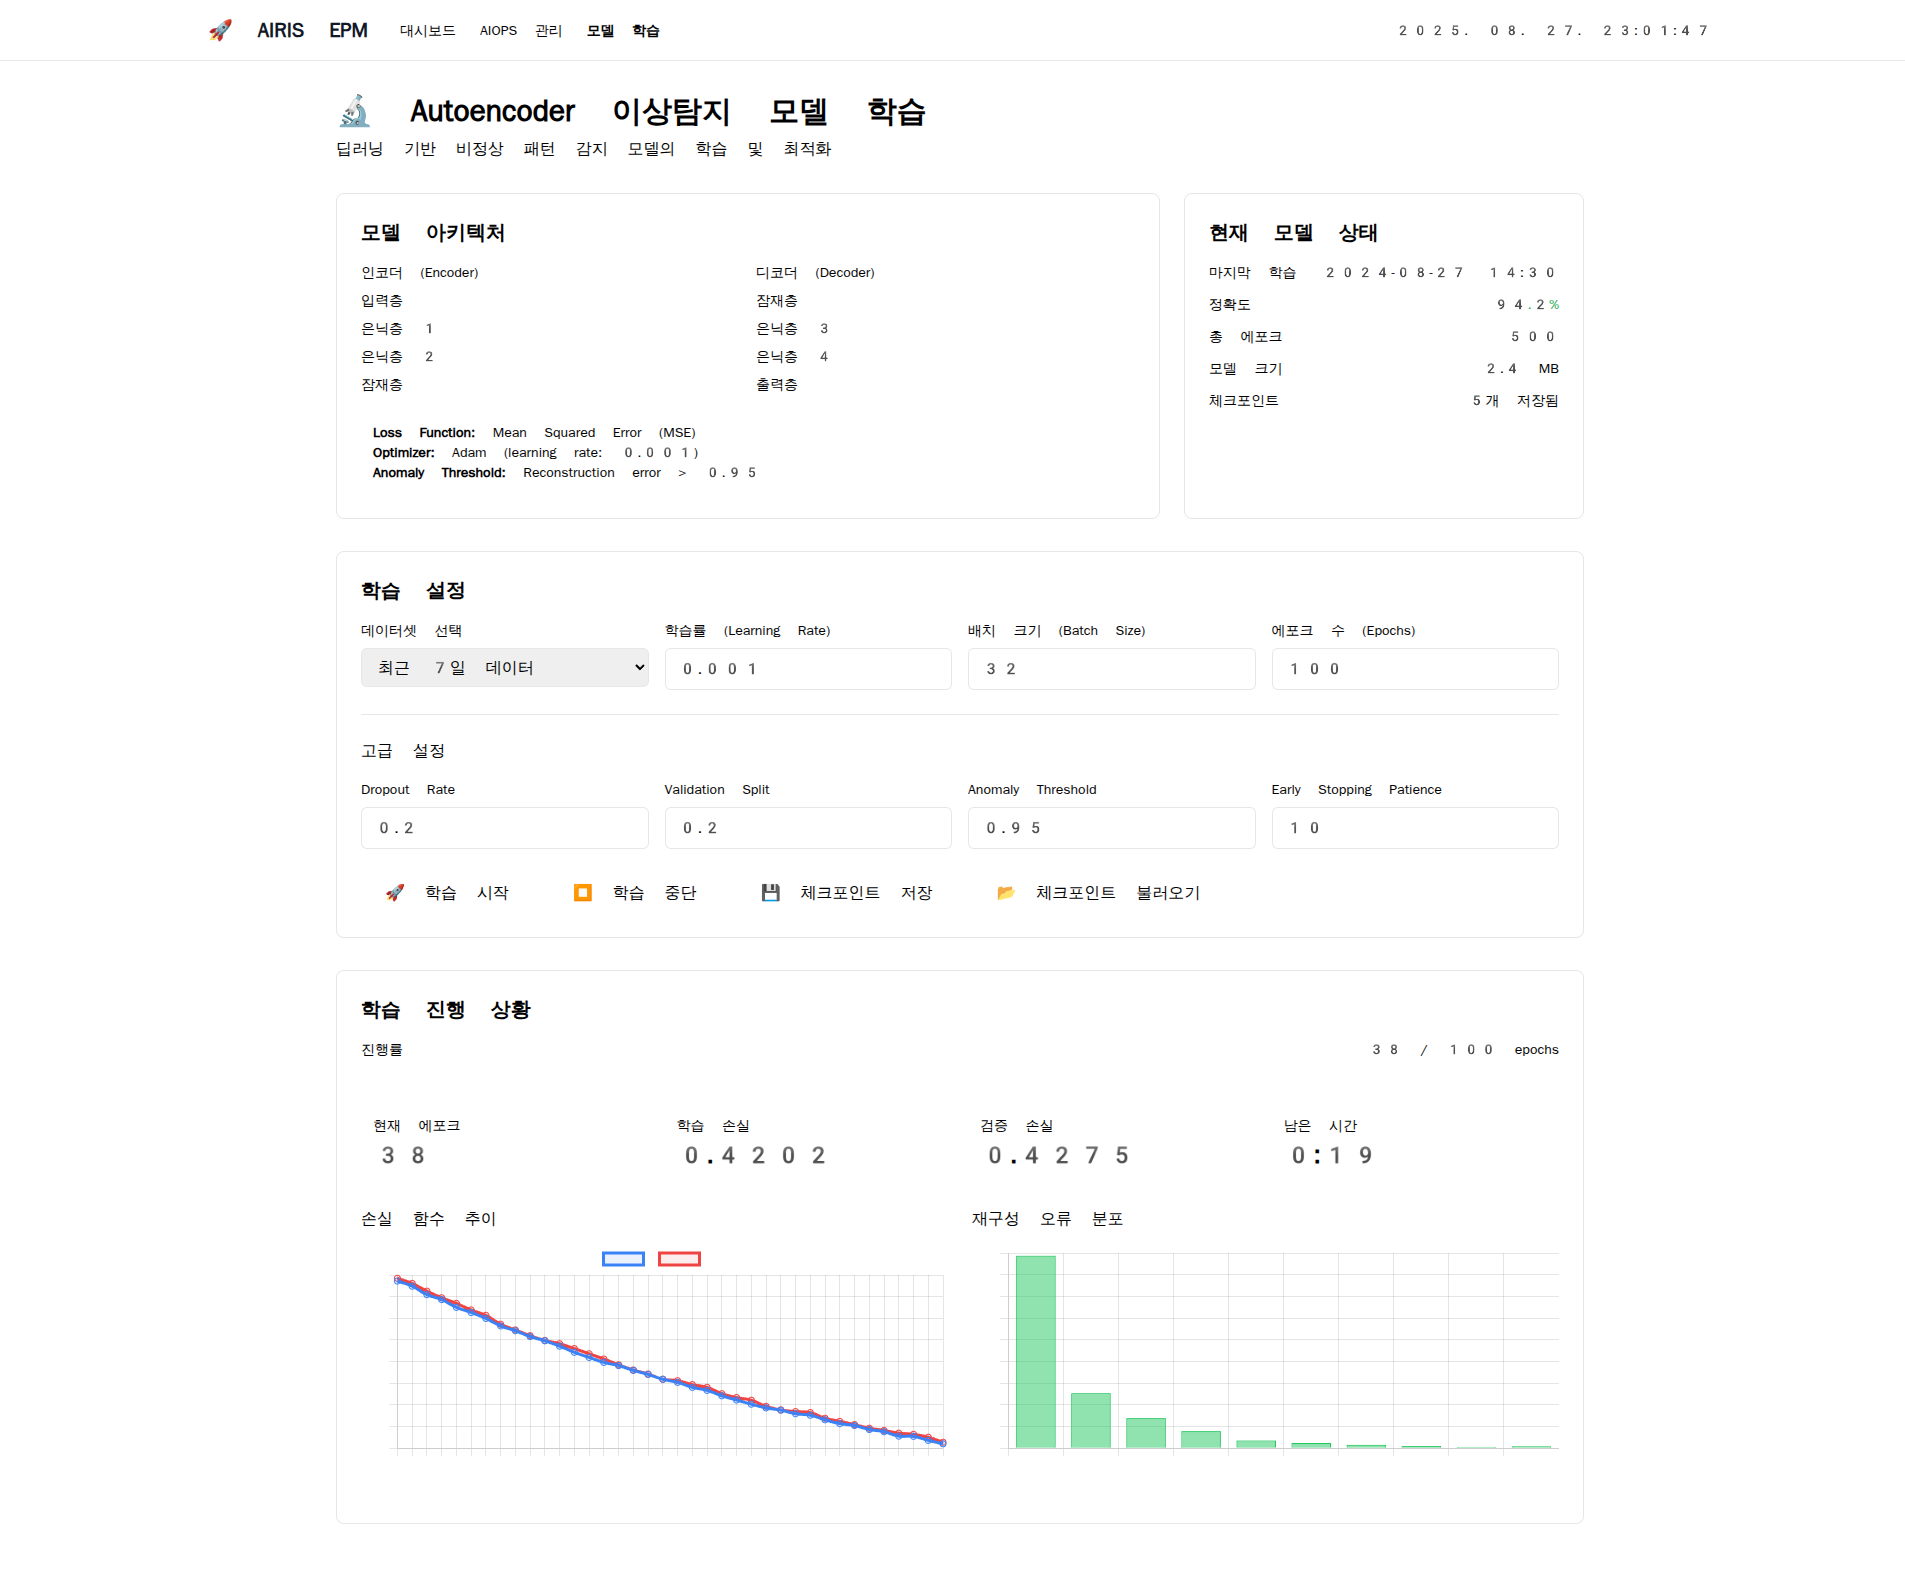 🚀 AIRIS EPM 대시보드 AIOPS 관리 모델 학습 2025. 08. 27. 23:01:47
🔬 Autoencoder 이상탐지 모델 학습
딥러닝 기반 비정상 패턴 감지 모델의 학습 및 최적화
모델 아키텍처
인코더 (Encoder)
입력층
은닉층 1
은닉층 2
잠재층
디코더 (Decoder)
잠재층
은닉층 3
은닉층 4
출력층
Loss Function: Mean Squared Error (MSE)
Optimizer: Adam (learning rate: 0.001)
Anomaly Threshold: Reconstruction error > 0.95
현재 모델 상태
마지막 학습 2024-08-27 14:30
정확도 94.2%
총 에포크 500
모델 크기 2.4 MB
체크포인트 5개 저장됨
학습 설정
데이터셋 선택 학습률 (Learning Rate) 배치 크기 (Batch Size) 에포크 수 (Epochs)
최근 7일 데이터 0.001 32 100
고급 설정
Dropout Rate Validation Split Anomaly Threshold Early Stopping Patience
0.2 0.2 0.95 10
🚀 학습 시작 ⏹️ 학습 중단 💾 체크포인트 저장 📂 체크포인트 불러오기
학습 진행 상황
진행률 38 / 100 epochs
현재 에포크 학습 손실 검증 손실 남은 시간
38 0.4202 0.4275 0:19
손실 함수 추이 재구성 오류 분포